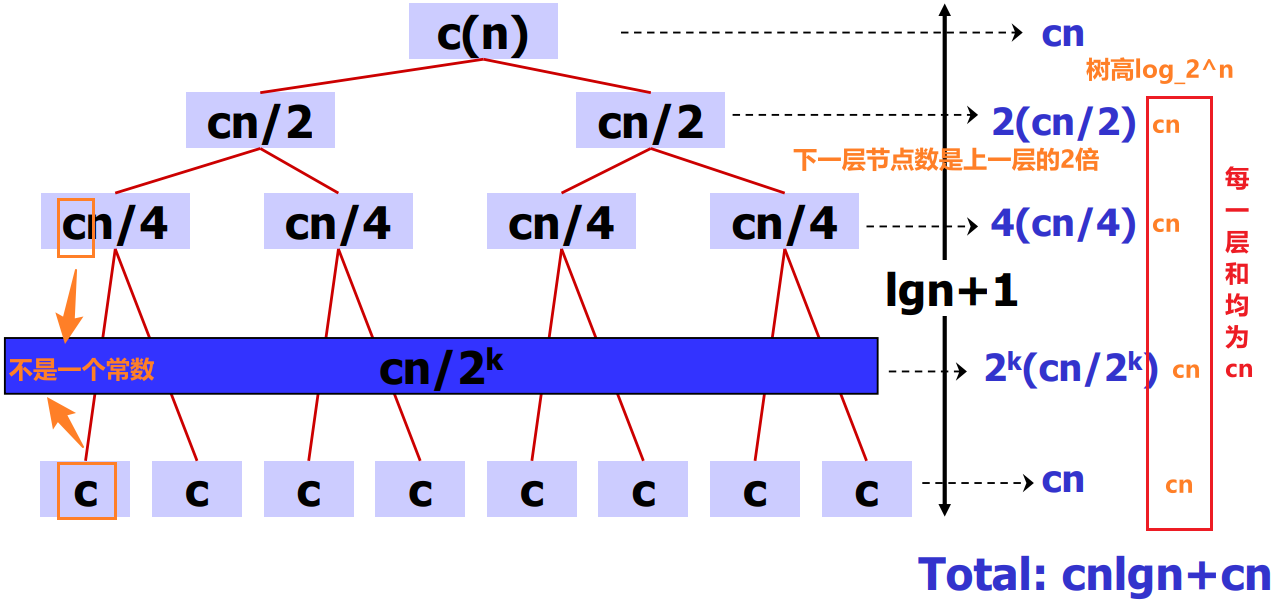 c(n)
cn
树高log_2^n
cn/2
cn/2
2(cn/2)
cn
下一层节点数是上一层的2倍
cn/4
cn/4
cn/4
cn/4
4(cn/4)
cn
每一层和均为cn
lgn+1
不是一个常数
cn/2ᵏ
2ᵏ(cn/2ᵏ)
cn
c
c
c
c
c
c
c
c
cn
cn
Total: cnlgn+cn